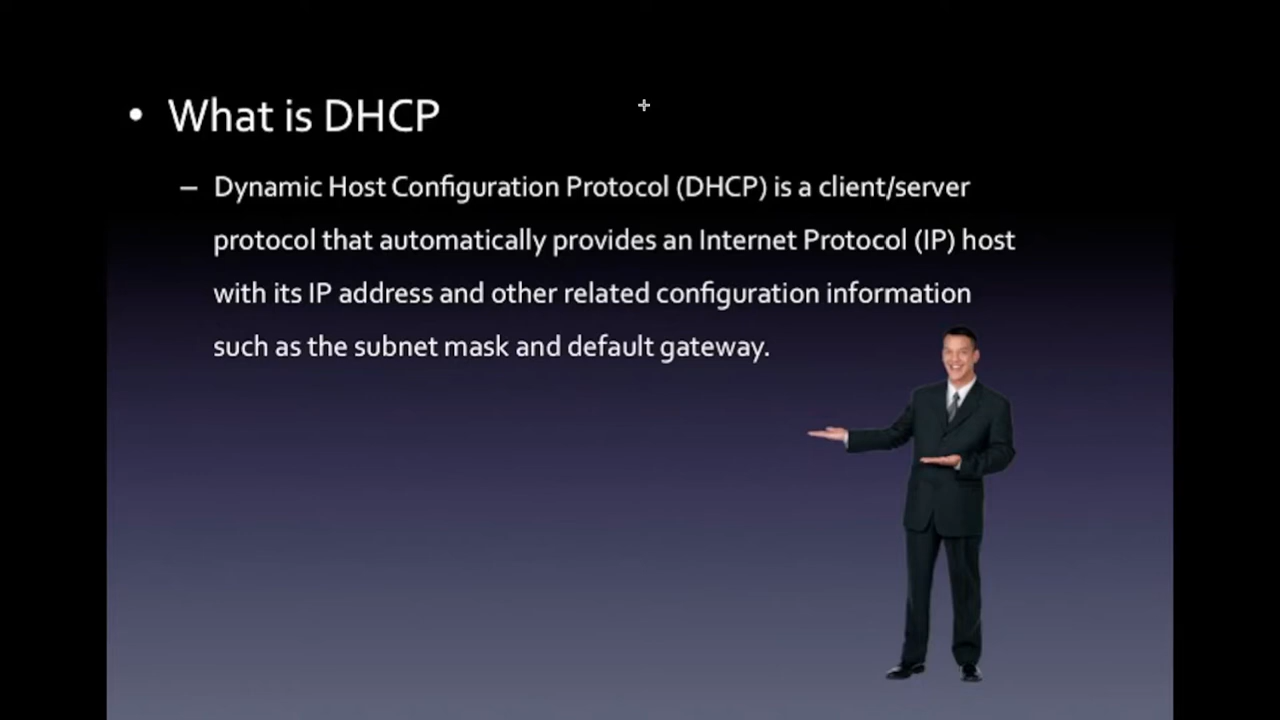 • What is DHCP
– Dynamic Host Configuration Protocol (DHCP) is a client/server
protocol that automatically provides an Internet Protocol (IP) host
with its IP address and other related configuration information
such as the subnet mask and default gateway.